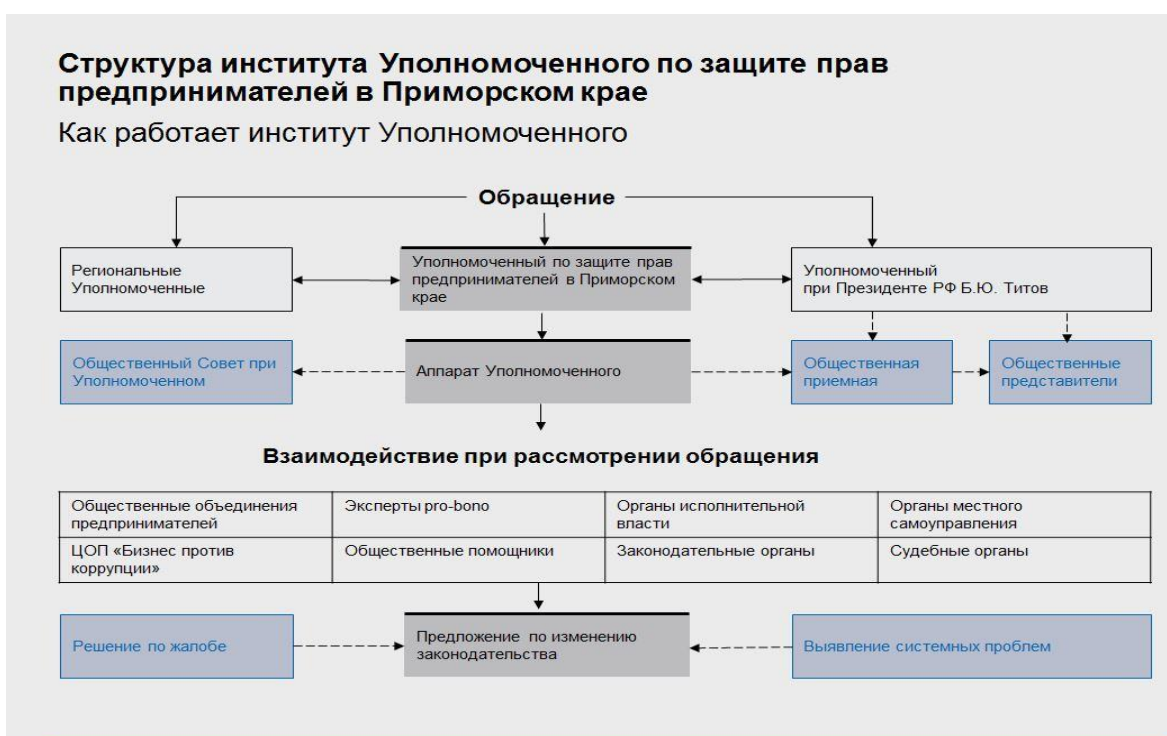 Структура института Уполномоченного по защите прав
предпринимателей в Приморском крае
Как работает институт Уполномоченного
Обращение
Региональные
Уполномоченные
Уполномоченный по защите прав
предпринимателей в Приморском
крае
Уполномоченный
при Президенте РФ Б.Ю. Титов
Общественный Совет при
Уполномоченном
Аппарат Уполномоченного
Общественная
приемная
Общественные
представители
Взаимодействие при рассмотрении обращения
Общественные объединения
предпринимателей
Эксперты pro-bono
Органы исполнительной
власти
Органы местного
самоуправления
ЦОП «Бизнес против
коррупции»
Общественные помощники
Законодательные органы
Судебные органы
Решение по жалобе
Предложение по изменению
законодательства
Выявление системных проблем